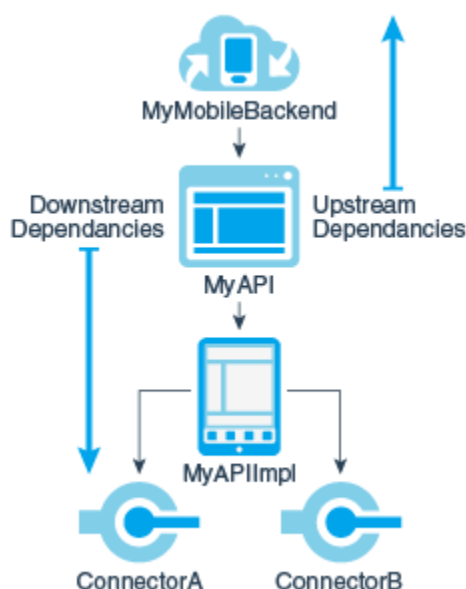 MyMobileBackend
Downstream
Dependancies
Upstream
Dependancies
MyAPI
MyAPIImpl
ConnectorA
ConnectorB